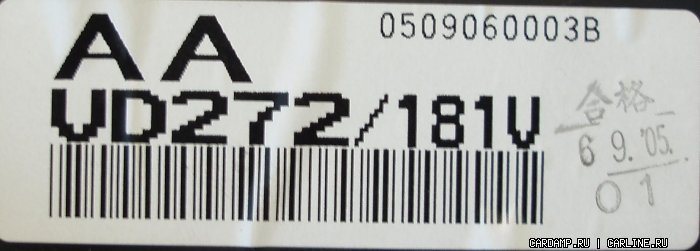 AA
0509060003B
VD272/181V
合格
6 9.'05.
01
CARDAMP.RU | CARLINE.RU